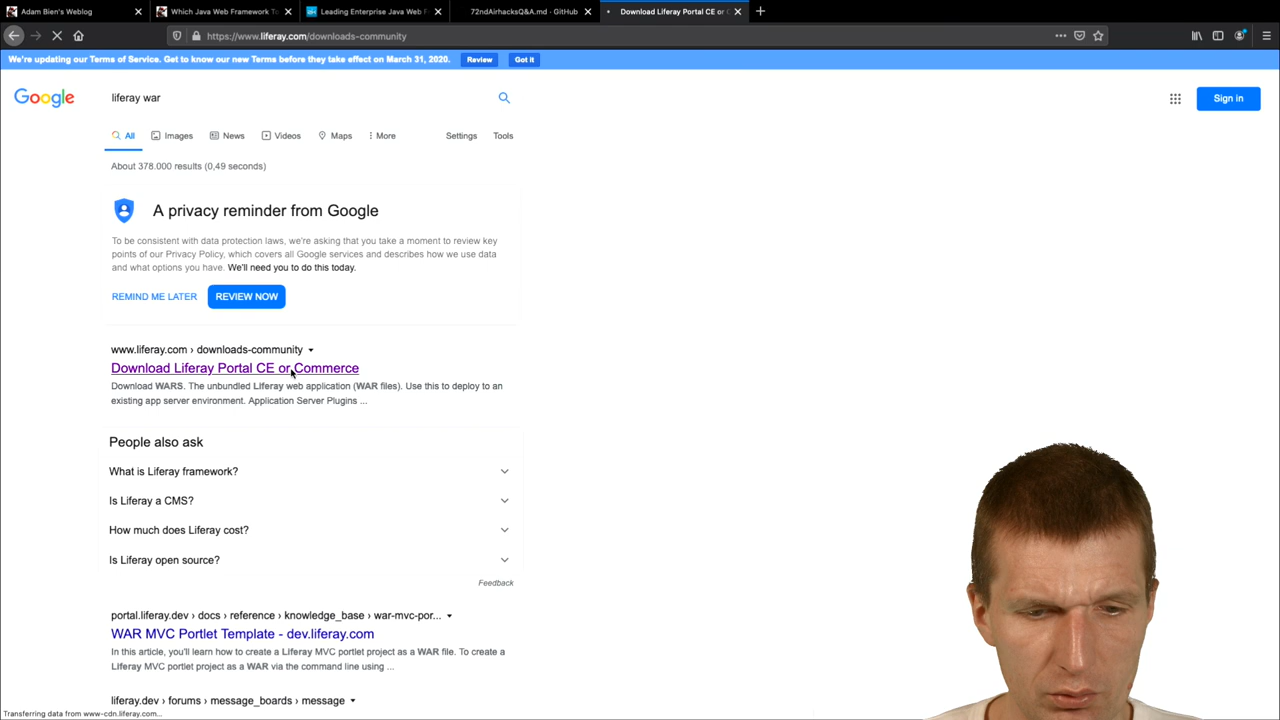 Adam Bien's Weblog
Which Java Web Framework To
Leading Enterprise Java Web F
72ndAirhacksQ&A.md · GitHub
Download Liferay Portal CE or C
https://www.liferay.com/downloads-community
We're updating our Terms of Service. Get to know our new Terms before they take effect on March 31, 2020.
Review
Got it
Google
liferay war
Sign in
All
Images
News
Videos
Maps
More
Settings
Tools
About 378.000 results (0,49 seconds)
A privacy reminder from Google
To be consistent with data protection laws, we're asking that you take a moment to review key
points of our Privacy Policy, which covers all Google services and describes how we use data
and what options you have. We'll need you to do this today.
REMIND ME LATER
REVIEW NOW
www.liferay.com › downloads-community
Download Liferay Portal CE or Commerce
Download WARS. The unbundled Liferay web application (WAR files). Use this to deploy to an
existing app server environment. Application Server Plugins ...
People also ask
What is Liferay framework?
Is Liferay a CMS?
How much does Liferay cost?
Is Liferay open source?
Feedback
portal.liferay.dev › docs › reference › knowledge_base › war-mvc-por...
WAR MVC Portlet Template - dev.liferay.com
In this article, you'll learn how to create a Liferay MVC portlet project as a WAR file. To create a
Liferay MVC portlet project as a WAR via the command line using ...
liferay.dev › forums › message_boards › message
Transferring data from www-cdn.liferay.com...